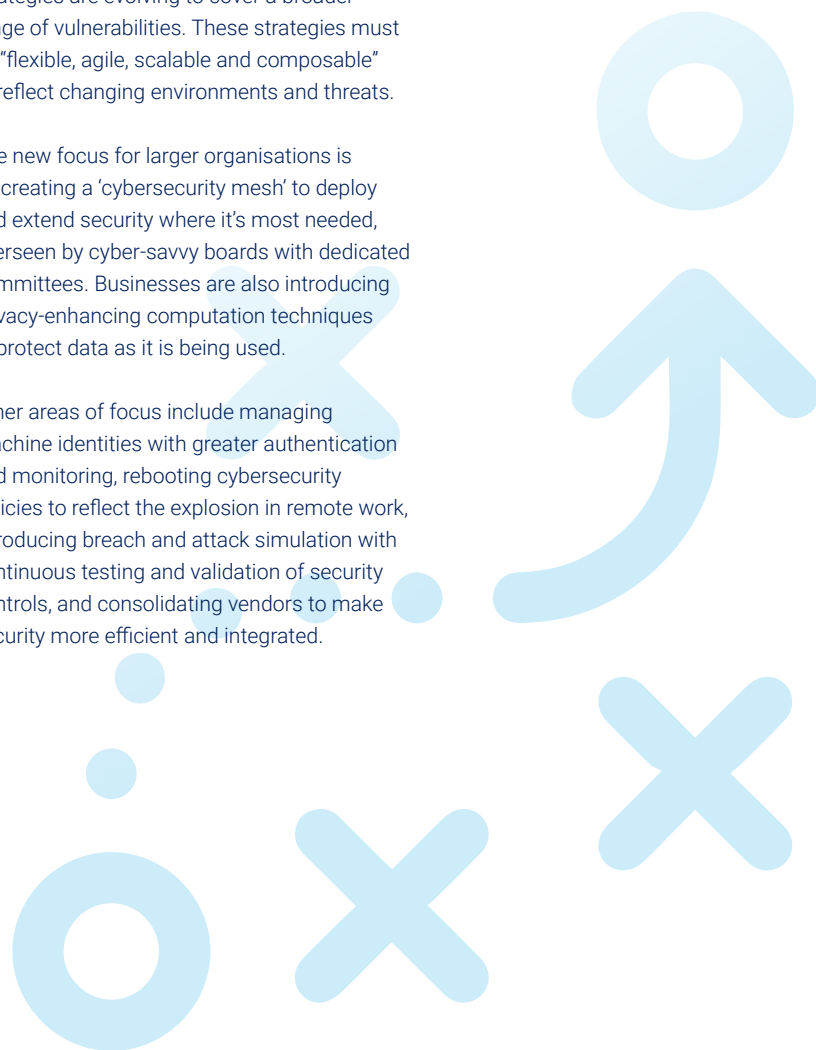 ategies are evolving to cover a broader
ge of vulnerabilities. These strategies must
“flexible, agile, scalable and composable”
reflect changing environments and threats.
e new focus for larger organisations is
creating a ‘cybersecurity mesh’ to deploy
d extend security where it’s most needed,
erseen by cyber-savvy boards with dedicated
mmittees. Businesses are also introducing
vacy-enhancing computation techniques
protect data as it is being used.
her areas of focus include managing
achine identities with greater authentication
d monitoring, rebooting cybersecurity
icies to reflect the explosion in remote work,
roducing breach and attack simulation with
ntinuous testing and validation of security
ntrols, and consolidating vendors to make
curity more efficient and integrated.